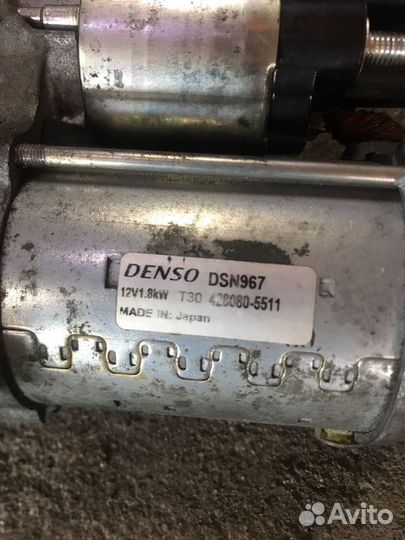 DENSO DSN967
12V1.8kW T30 428080-5511
MADE IN: Japan
Avito